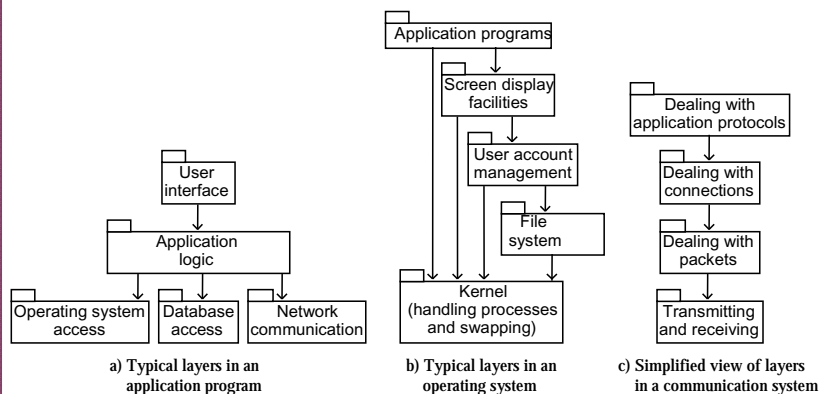 User
interface
Application
logic
Operating system
access
Database
access
Network
communication
a) Typical layers in an
application program
Application programs
Screen display
facilities
User account
management
File
system
Kernel
(handling processes
and swapping)
b) Typical layers in an
operating system
Dealing with
application protocols
Dealing with
connections
Dealing with
packets
Transmitting
and receiving
c) Simplified view of layers
in a communication system